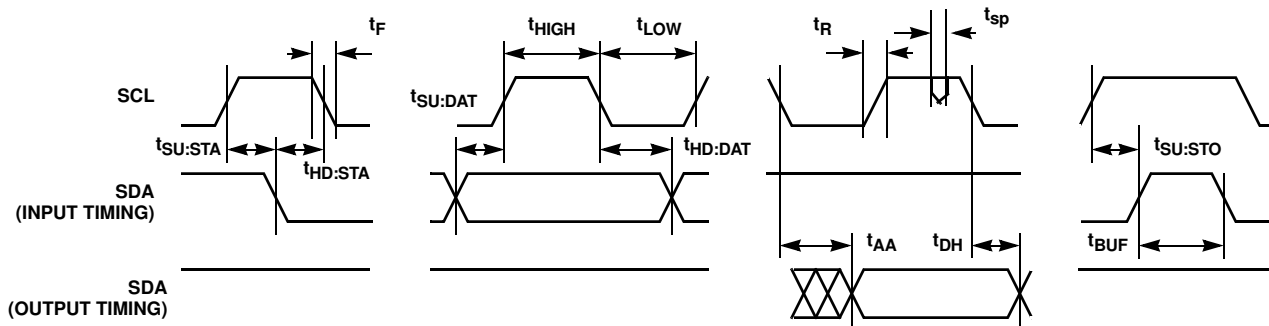 tF
tHIGH
tLOW
tR
tsp
SCL
tSU:DAT
tSU:STA
tHD:STA
tHD:DAT
tSU:STO
SDA
(INPUT TIMING)
tAA
tDH
tBUF
SDA
(OUTPUT TIMING)